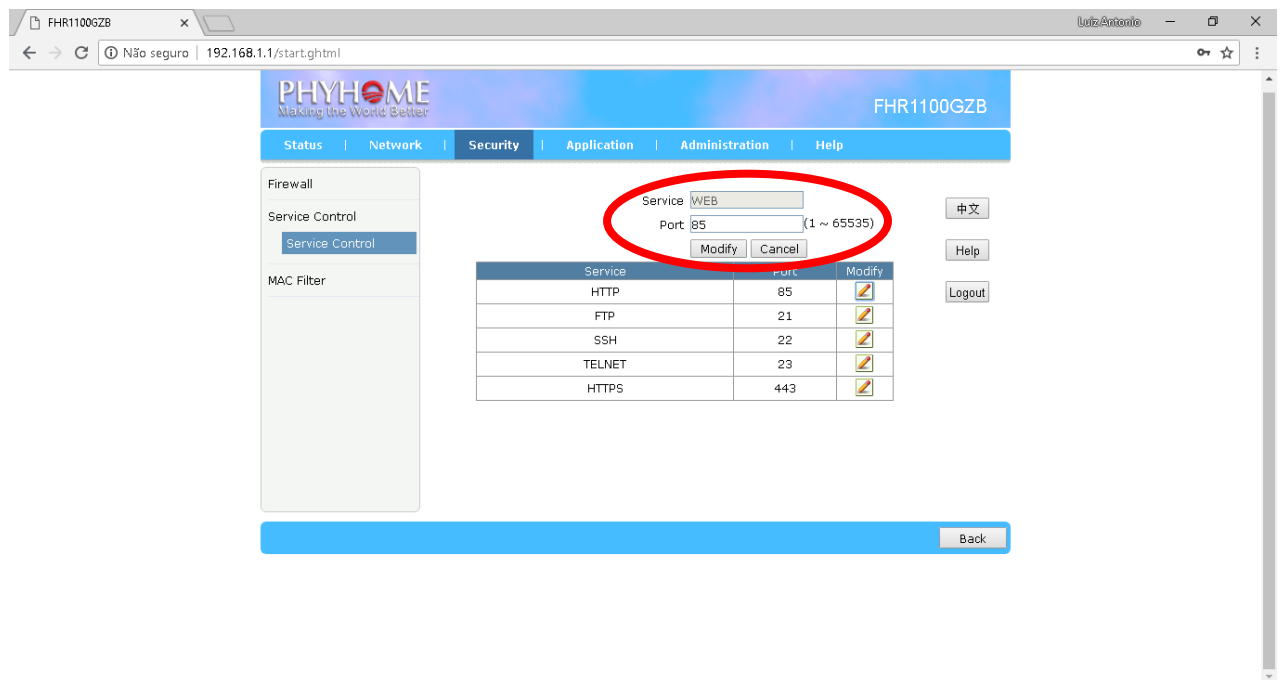 FHR1100GZB
Luiz Antonio
Não seguro | 192.168.1.1/start.ghtml
PHYHOME
Making the World Better
FHR1100GZB
Status | Network | Security | Application | Administration | Help
Firewall
Service Control
Service Control
MAC Filter
Service WEB
Port 85 (1 ~ 65535)
Modify Cancel
Service Port Modify
HTTP 85
FTP 21
SSH 22
TELNET 23
HTTPS 443
中文
Help
Logout
Back